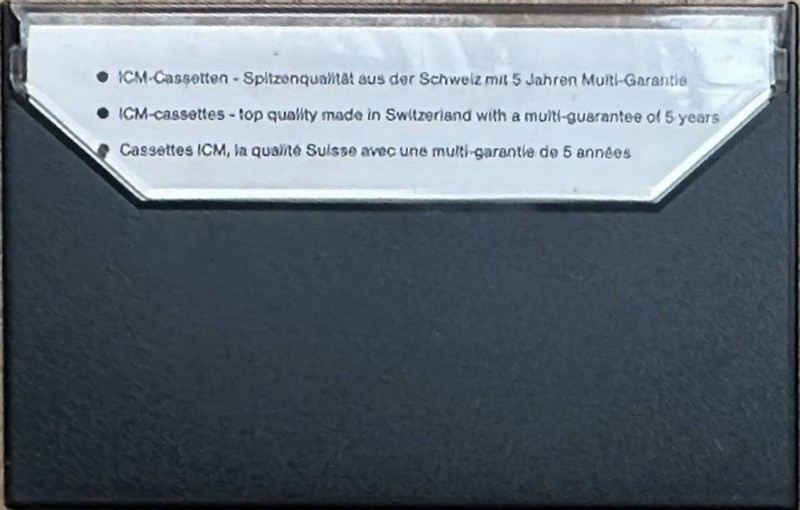 ● ICM-Cassetten - Spitzenqualität aus der Schweiz mit 5 Jahren Multi-Garantie
● ICM-cassettes - top quality made in Switzerland with a multi-guarantee of 5 years
● Cassettes ICM, la qualité Suisse avec une multi-garantie de 5 années